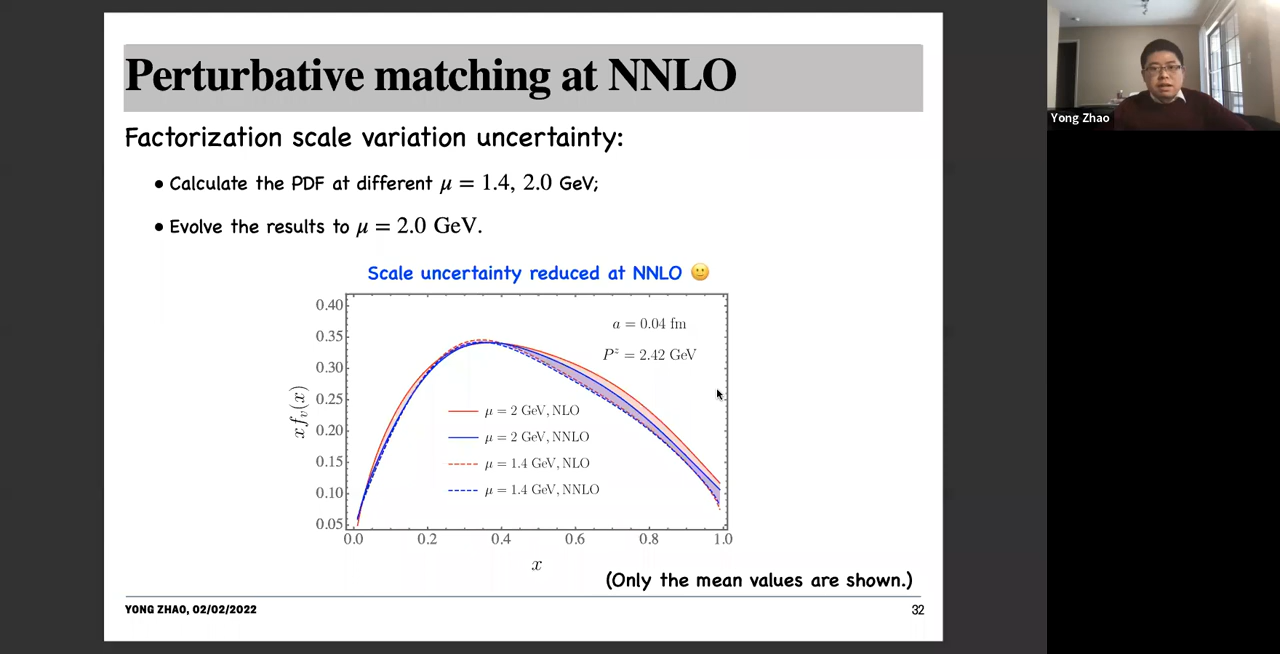 Perturbative matching at NNLO
Factorization scale variation uncertainty:
• Calculate the PDF at different μ = 1.4, 2.0 GeV;
• Evolve the results to μ = 2.0 GeV.
Scale uncertainty reduced at NNLO 🙂
0.40
0.35
0.30
0.25
0.20
0.15
0.10
0.05
x f_v(x)
a = 0.04 fm
P^z = 2.42 GeV
μ = 2 GeV, NLO
μ = 2 GeV, NNLO
μ = 1.4 GeV, NLO
μ = 1.4 GeV, NNLO
0.0 0.2 0.4 0.6 0.8 1.0
x
(Only the mean values are shown.)
YONG ZHAO, 02/02/2022 32
Yong Zhao